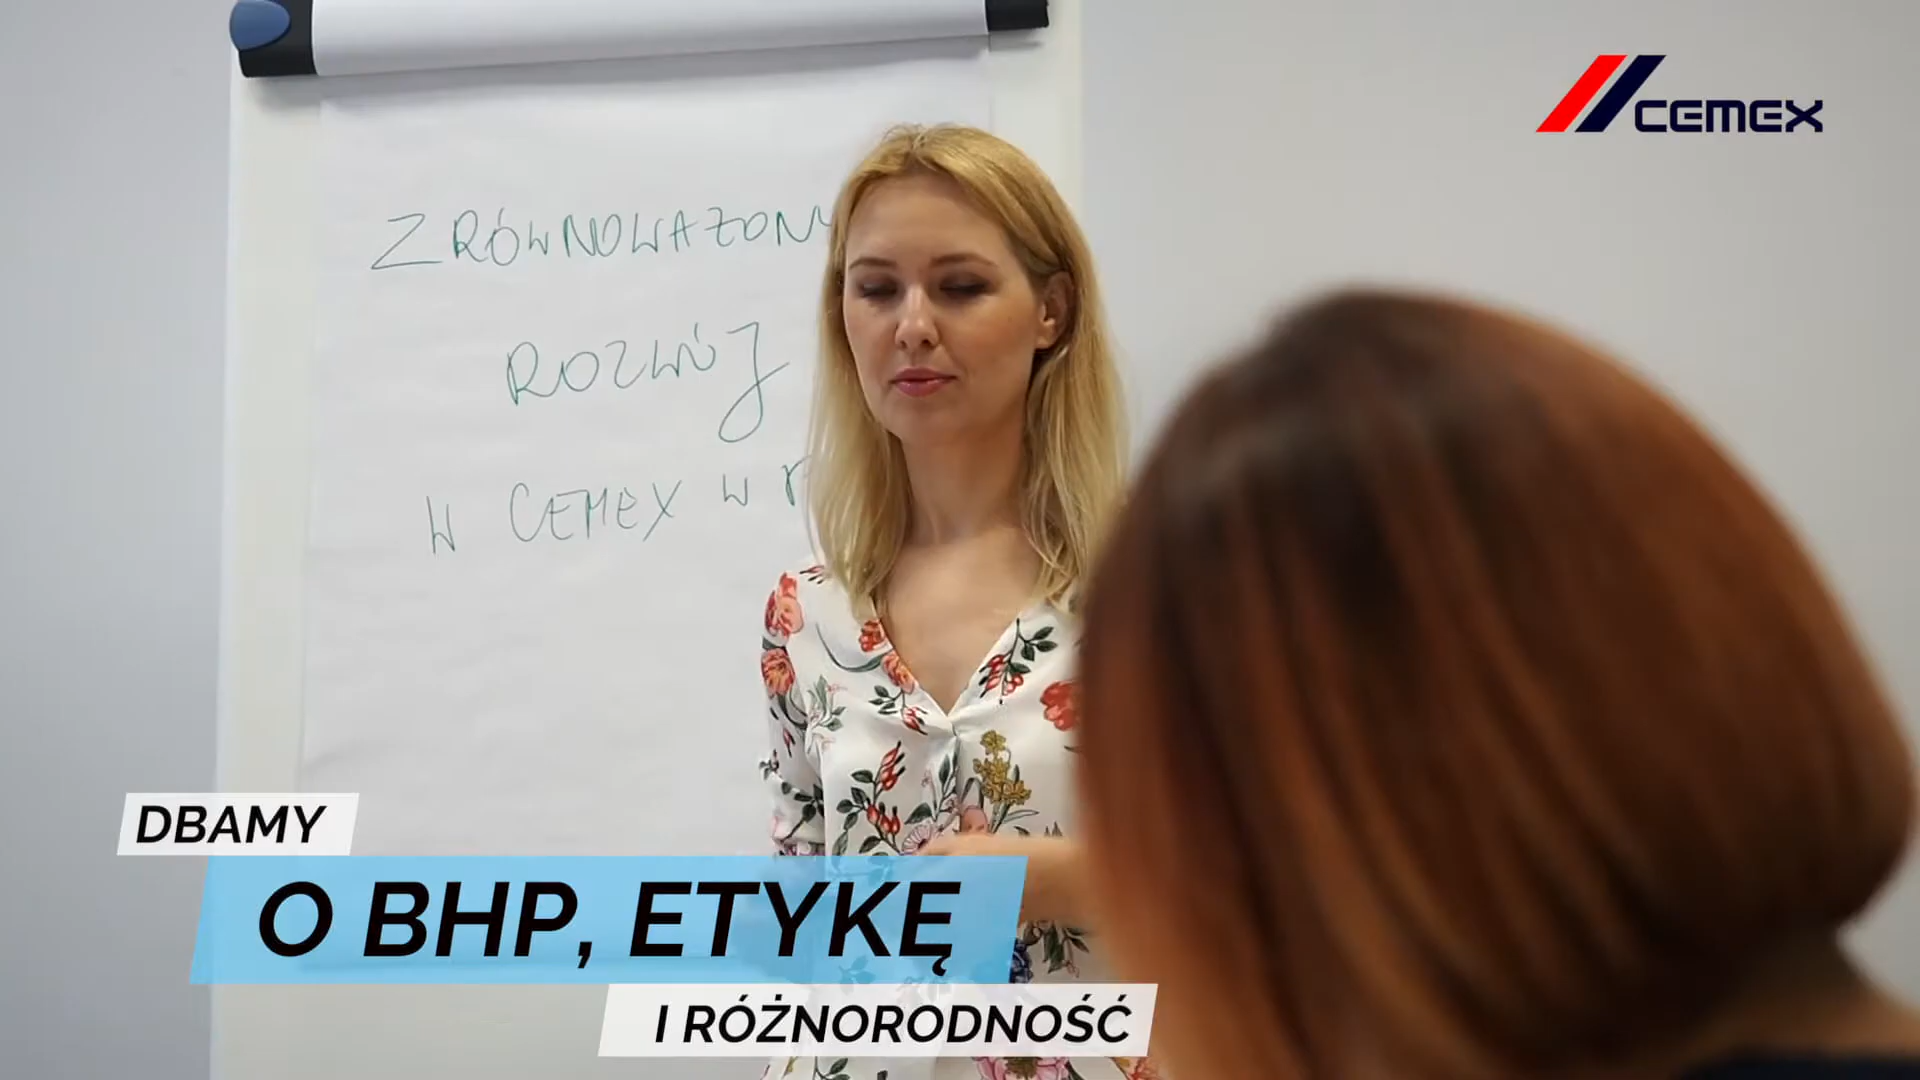 CEMEX
ZRÓWNOWAŻONY
ROZWÓJ
W CEMEX W
DBAMY
O BHP, ETYKĘ
I RÓŻNORODNOŚĆ